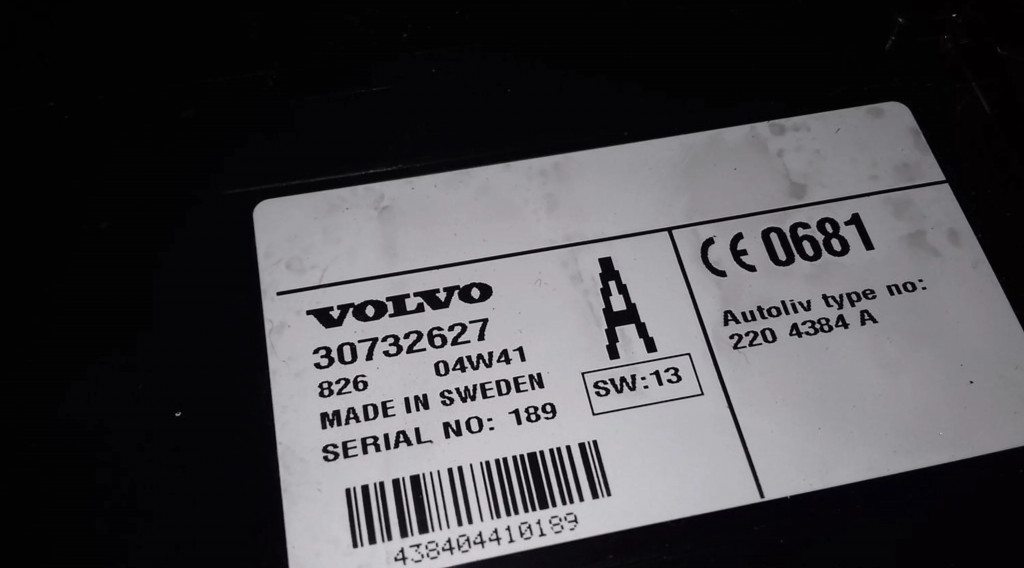 VOLVO
30732627
826 04W41
MADE IN SWEDEN
SERIAL NO: 189
438404410189
A
SW:13
CE 0681
Autoliv type no:
220 4384 A